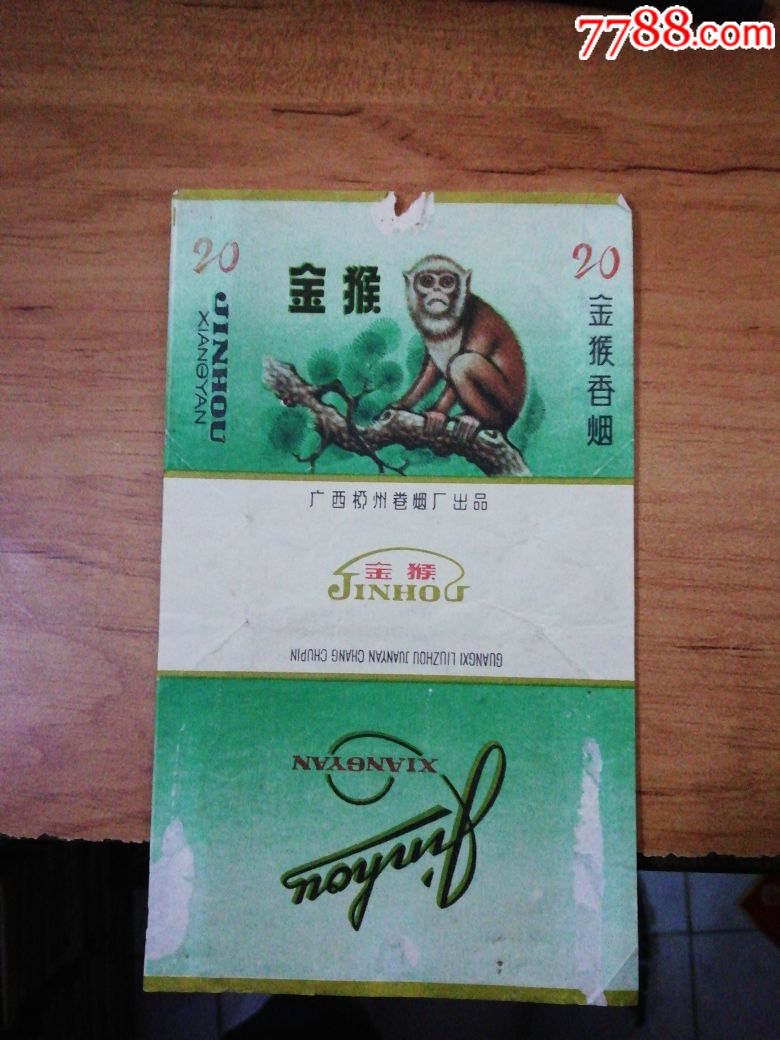 7788.com
20
金猴
20
JINHOU
XIANGYAN
金猴香烟
广西柳州卷烟厂出品
金猴
JINHOU
GUANGXI LIUZHOU JUANYAN CHANG CHUPIN
XIANGYAN
Jinhou